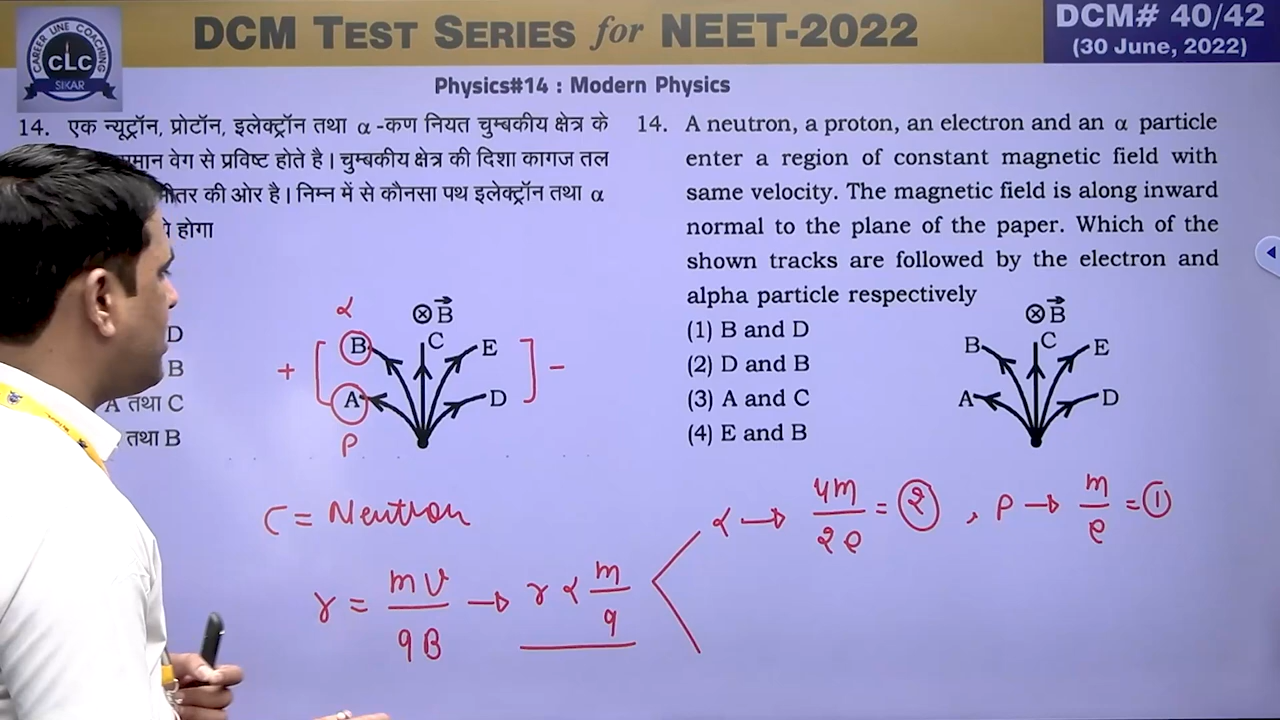 CAREER LINE COACHING
CLC
SIKAR
DCM TEST SERIES for NEET-2022
DCM# 40/42
(30 June, 2022)
Physics#14 : Modern Physics
14. एक न्यूट्रॉन, प्रोटॉन, इलेक्ट्रॉन तथा α -कण नियत चुम्बकीय क्षेत्र के
वेग से प्रविष्ट होते है। चुम्बकीय क्षेत्र की दिशा कागज तल
की ओर है। निम्न में से कौनसा पथ इलेक्ट्रॉन तथा α
होगा
D
B
A तथा C
तथा B
α
⊗ B⃗
B C E
+ [ ] −
A D
P
14. A neutron, a proton, an electron and an α particle
enter a region of constant magnetic field with
same velocity. The magnetic field is along inward
normal to the plane of the paper. Which of the
shown tracks are followed by the electron and
alpha particle respectively
(1) B and D
(2) D and B
(3) A and C
(4) E and B
⊗ B⃗
B C E
A D
C = Neutron
r = mv/qB → r α m/q
α → 4m/2e = 2 , P → m/e = 1